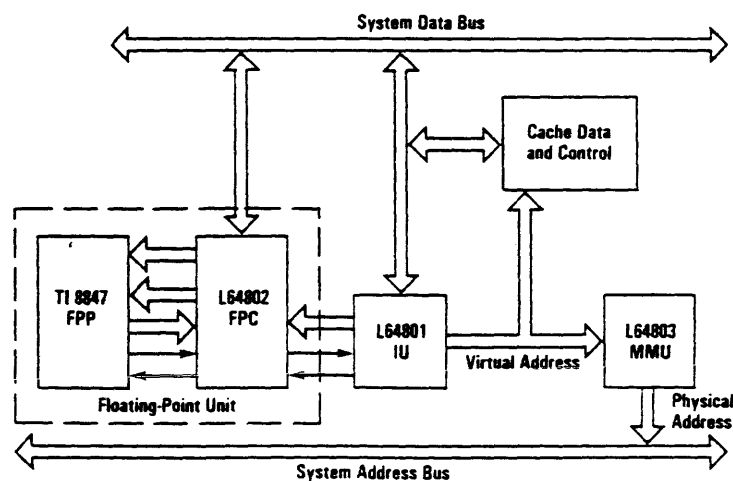 System Data Bus
Cache Data
and Control
TI 8847
FPP
L64802
FPC
L64801
IU
L64803
MMU
Virtual Address
Physical
Address
Floating-Point Unit
System Address Bus